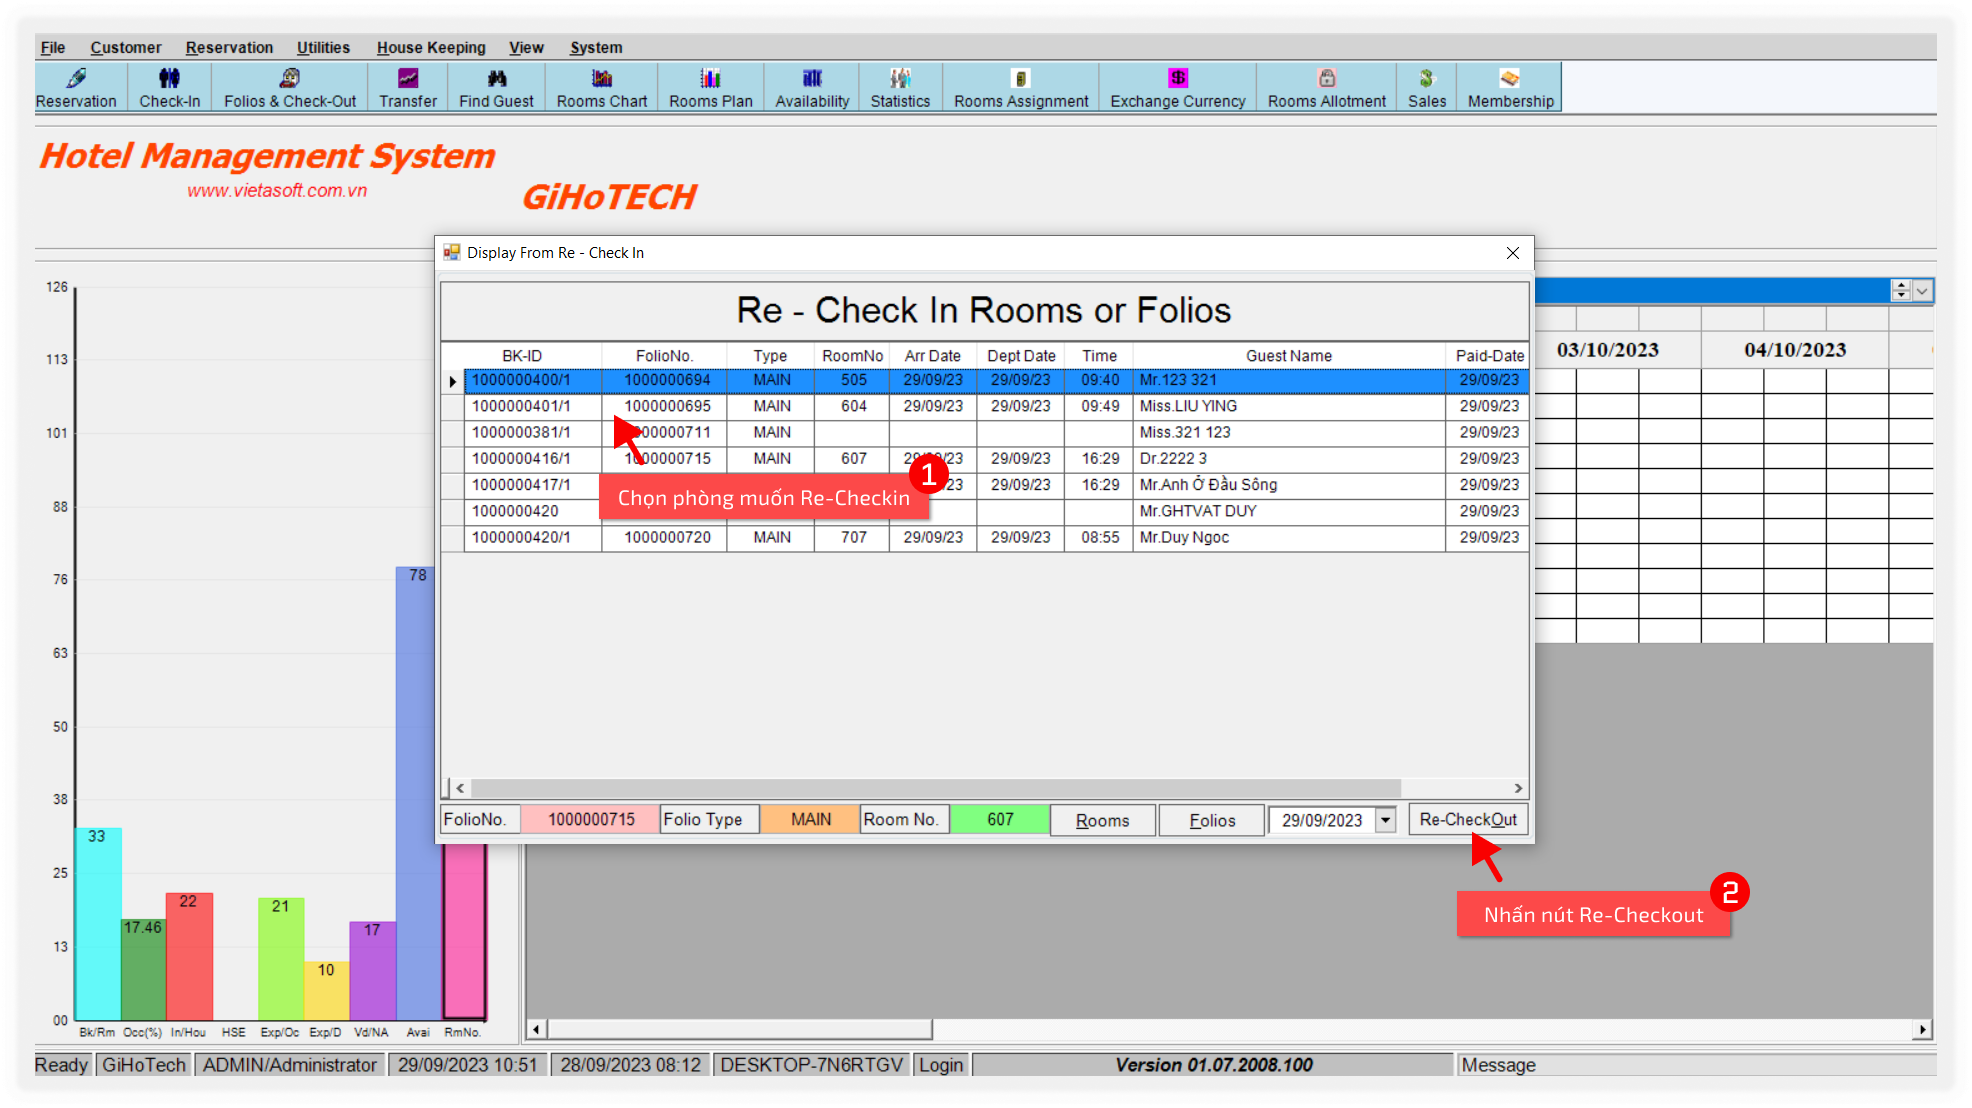 File Customer Reservation Utilities House Keeping View System
Reservation Check-In Folios & Check-Out Transfer Find Guest Rooms Chart Rooms Plan Availability Statistics Rooms Assignment Exchange Currency Rooms Allotment Sales Membership
Hotel Management System
www.vietasoft.com.vn
GiHoTECH
Display From Re - Check In
Re - Check In Rooms or Folios
BK-ID FolioNo. Type RoomNo Arr Date Dept Date Time Guest Name Paid-Date
1000000400/1 1000000694 MAIN 505 29/09/23 29/09/23 09:40 Mr.123 321 29/09/23
1000000401/1 1000000695 MAIN 604 29/09/23 29/09/23 09:49 Miss.LIU YING 29/09/23
1000000381/1 000000711 MAIN Miss.321 123 29/09/23
1000000416/1 1000000715 MAIN 607 29/09/23 29/09/23 16:29 Dr.2222 3 29/09/23
1000000417/1 23 29/09/23 16:29 Mr.Anh Ở Đầu Sông 29/09/23
1000000420 Mr.GHTVAT DUY 29/09/23
1000000420/1 1000000720 MAIN 707 29/09/23 29/09/23 08:55 Mr.Duy Ngoc 29/09/23
1
Chọn phòng muốn Re-Checkin
FolioNo. 1000000715 Folio Type MAIN Room No. 607 Rooms Folios 29/09/2023 Re-CheckOut
2
Nhấn nút Re-Checkout
03/10/2023 04/10/2023
126
113
101
88
76
63
50
38
25
13
00
33
17.46
22
21
10
17
78
Bk/Rm Occ(%) In/Hou HSE Exp/Oc Exp/D Vd/NA Avai RmNo.
Ready GiHoTech ADMIN/Administrator 29/09/2023 10:51 28/09/2023 08:12 DESKTOP-7N6RTGV Login Version 01.07.2008.100 Message